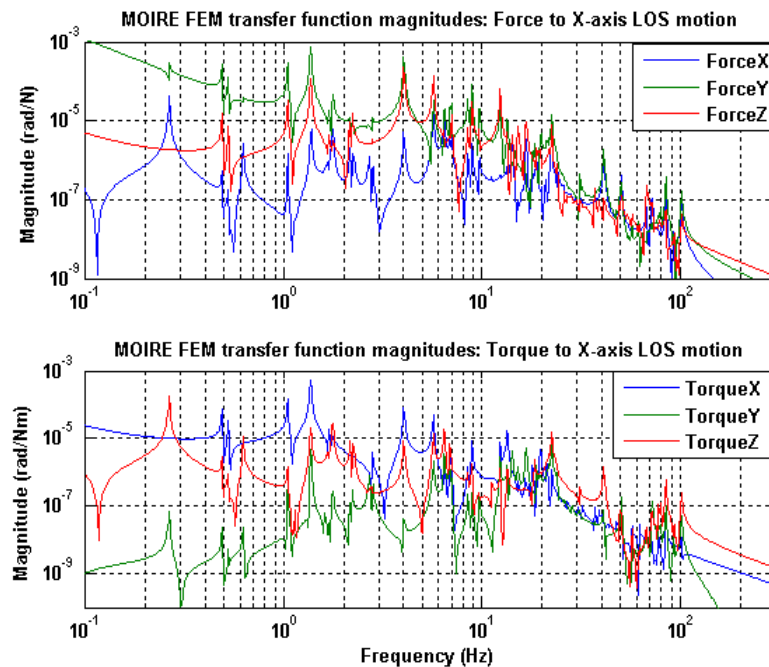 MOIRE FEM transfer function magnitudes: Force to X-axis LOS motion
10^-3
10^-5
10^-7
10^-9
Magnitude (rad/N)
ForceX
ForceY
ForceZ
10^-1
10^0
10^1
10^2
MOIRE FEM transfer function magnitudes: Torque to X-axis LOS motion
10^-3
10^-5
10^-7
10^-9
Magnitude (rad/Nm)
TorqueX
TorqueY
TorqueZ
10^-1
10^0
10^1
10^2
Frequency (Hz)